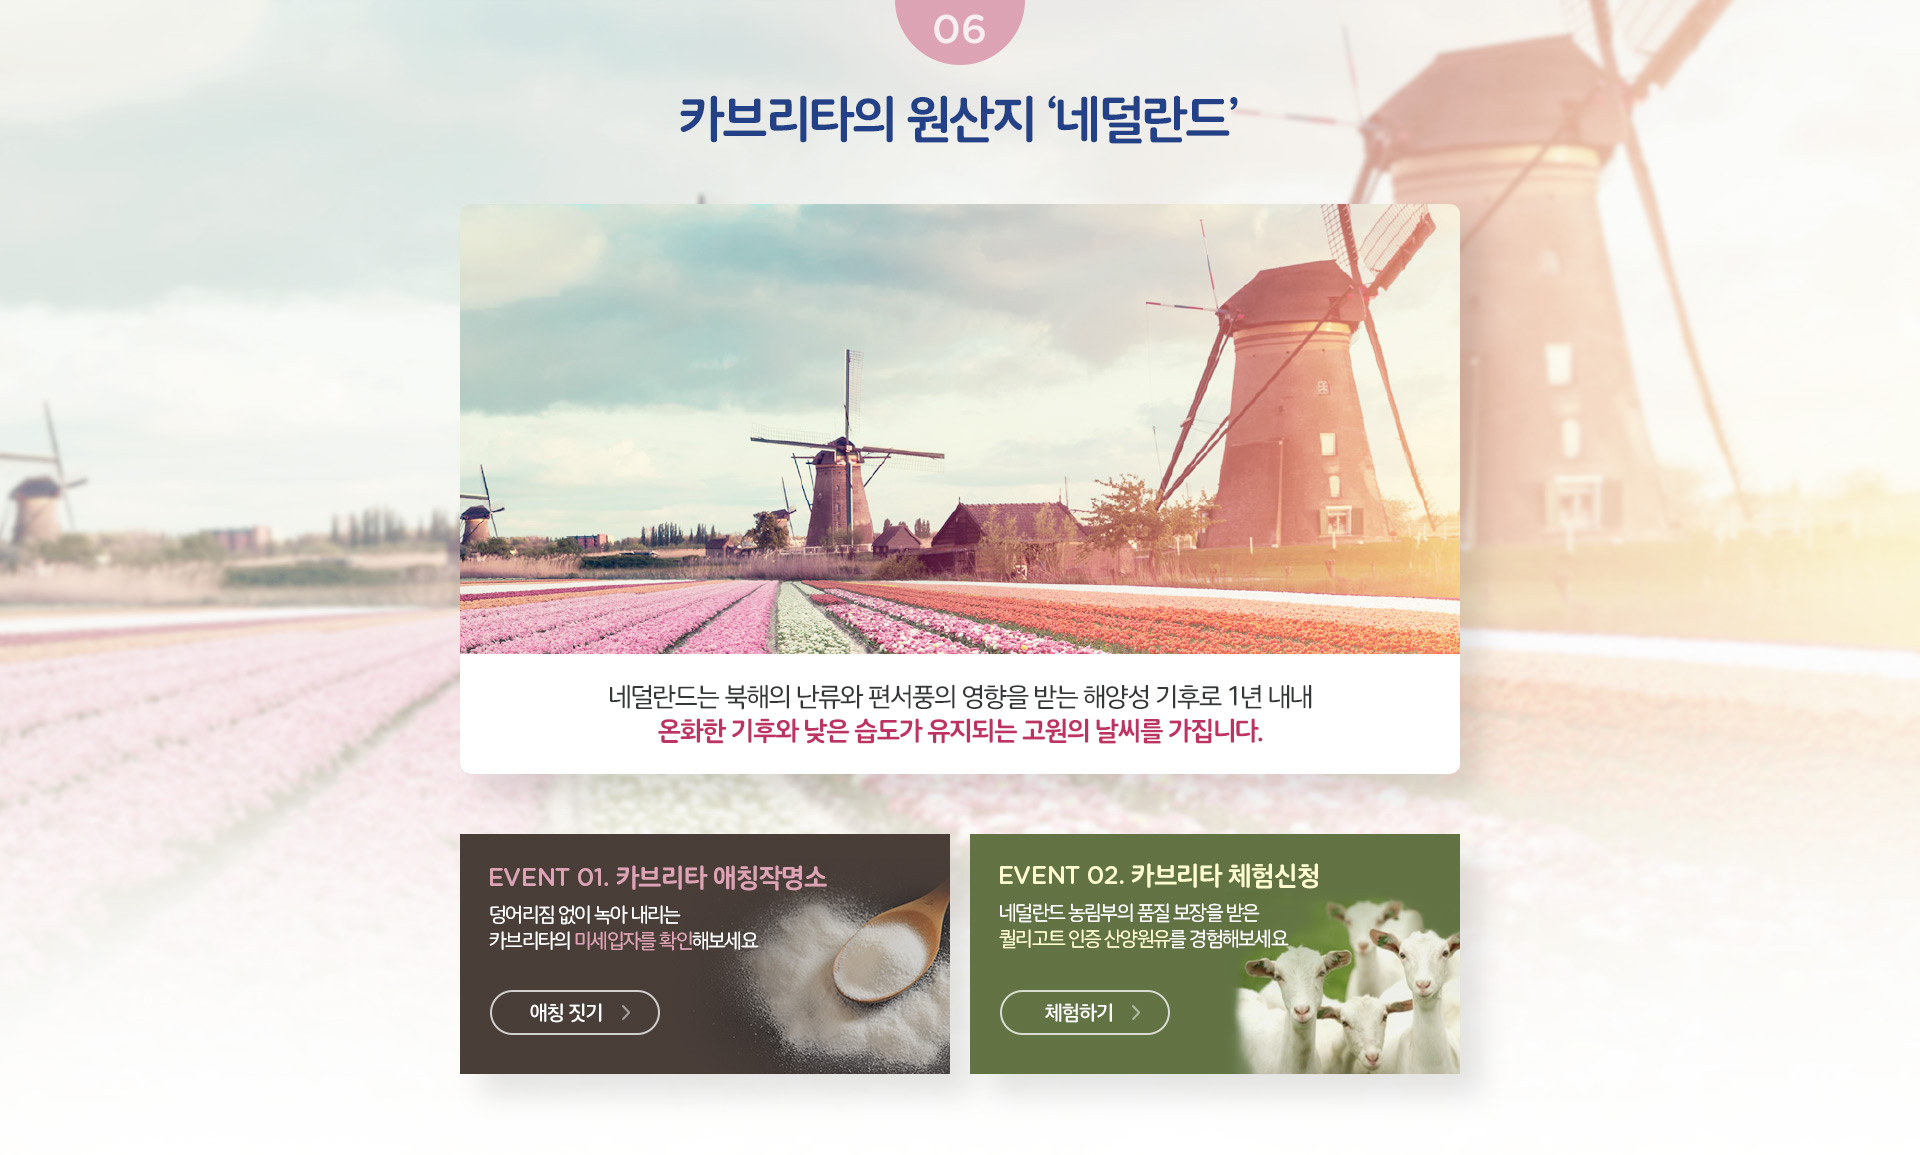 06
카브리타의 원산지 ‘네덜란드’
네덜란드는 북해의 난류와 편서풍의 영향을 받는 해양성 기후로 1년 내내
온화한 기후와 낮은 습도가 유지되는 고원의 날씨를 가집니다.
EVENT 01. 카브리타 애칭작명소
덩어리짐 없이 녹아 내리는
카브리타의 미세입자를 확인해보세요
애칭 짓기
EVENT 02. 카브리타 체험신청
네덜란드 농림부의 품질 보장을 받은
퀄리고트 인증 산양원유를 경험해보세요
체험하기